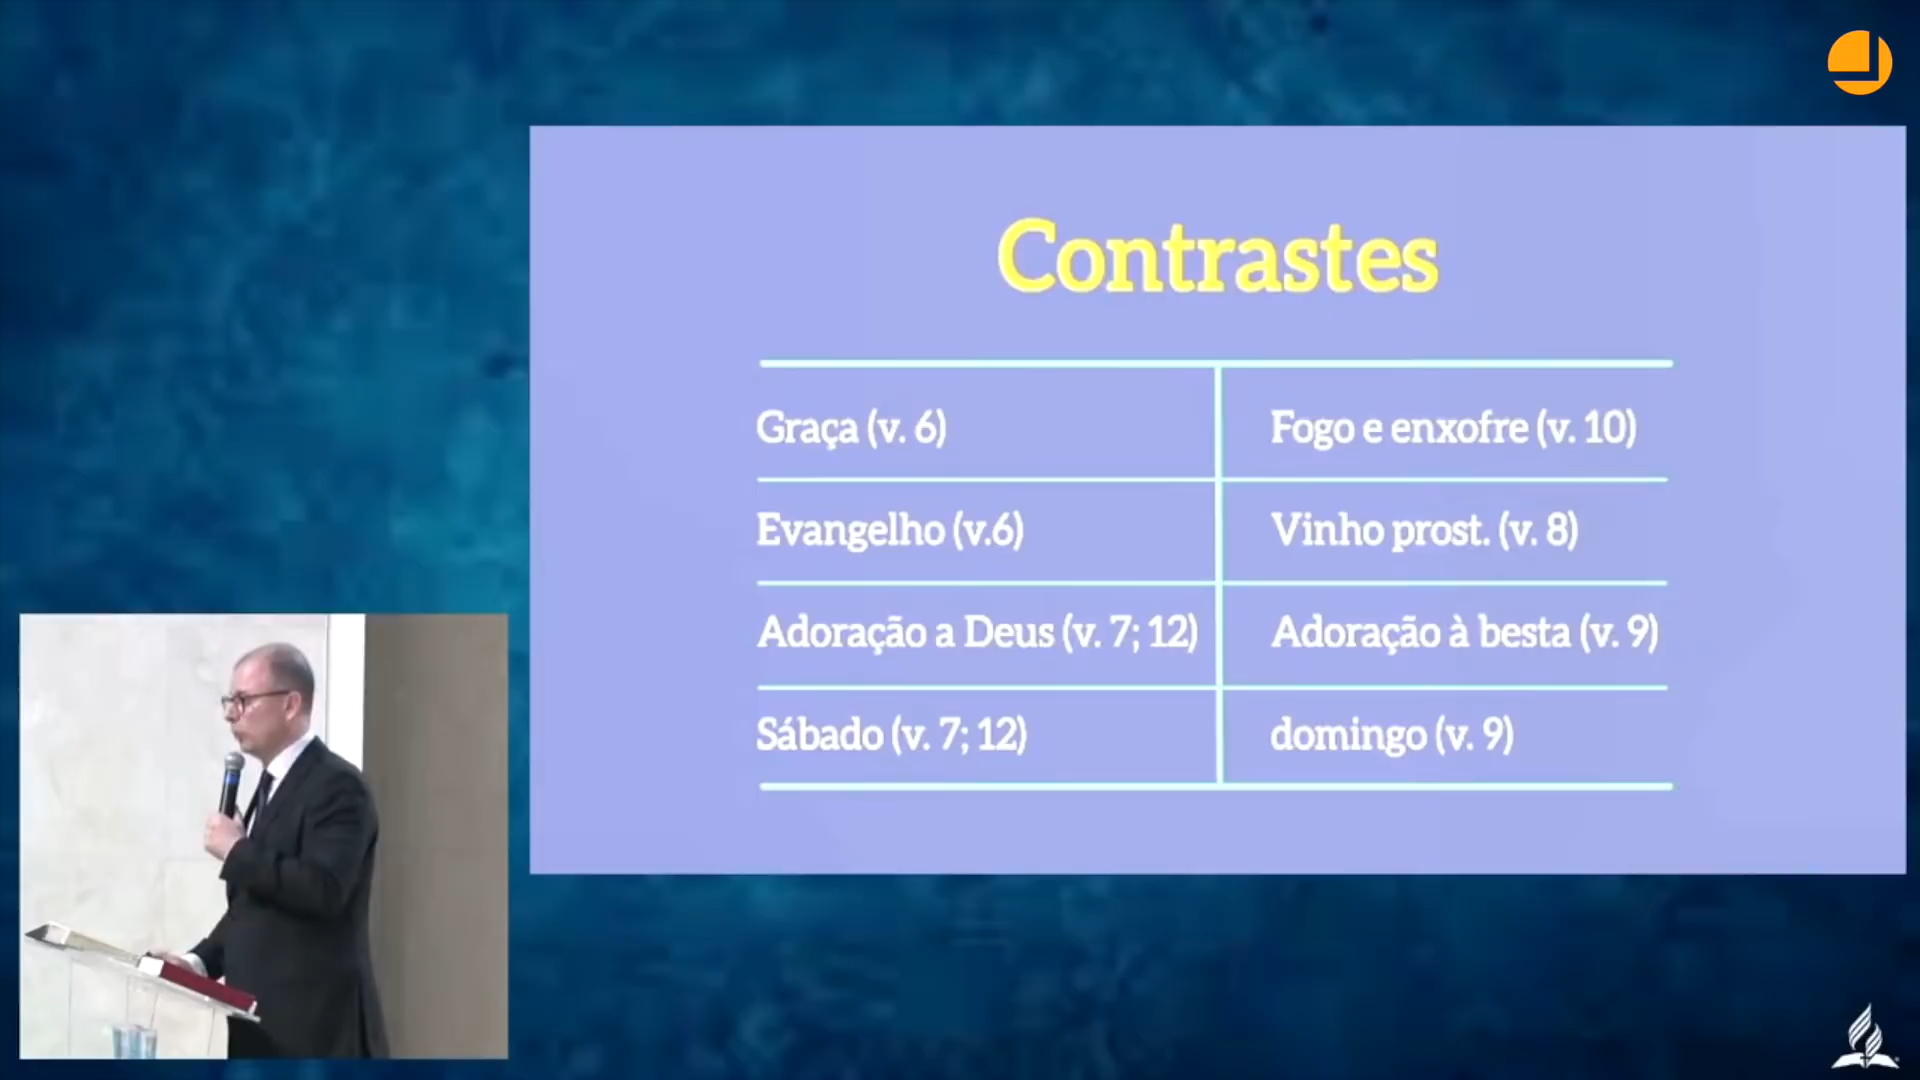 Contrastes
Graça (v. 6)
Fogo e enxofre (v. 10)
Evangelho (v.6)
Vinho prost. (v. 8)
Adoração a Deus (v. 7; 12)
Adoração à besta (v. 9)
Sábado (v. 7; 12)
domingo (v. 9)